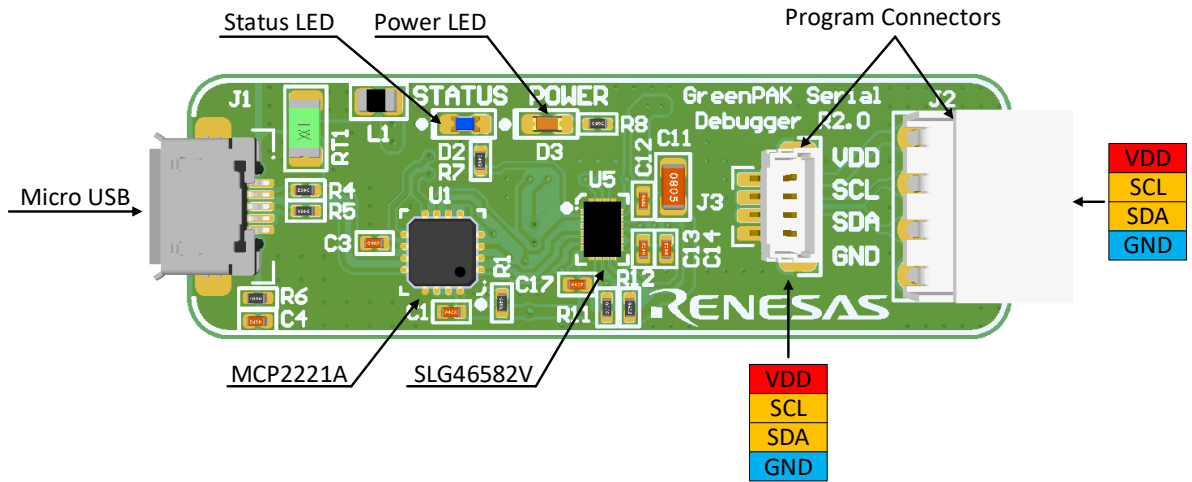 Status LED
Power LED
Program Connectors
J1
STATUS
POWER
GreenPAK Serial
Debugger R2.0
J2
RT1
L1
D2
D3
R8
R7
C12
C11
VDD
SCL
SDA
GND
Micro USB
R4
R5
U1
U5
0805
J3
C3
R1
C17
R12
C13
C14
R6
C4
C1
R11
RENESAS
MCP2221A
SLG46582V
VDD
SCL
SDA
GND
VDD
SCL
SDA
GND